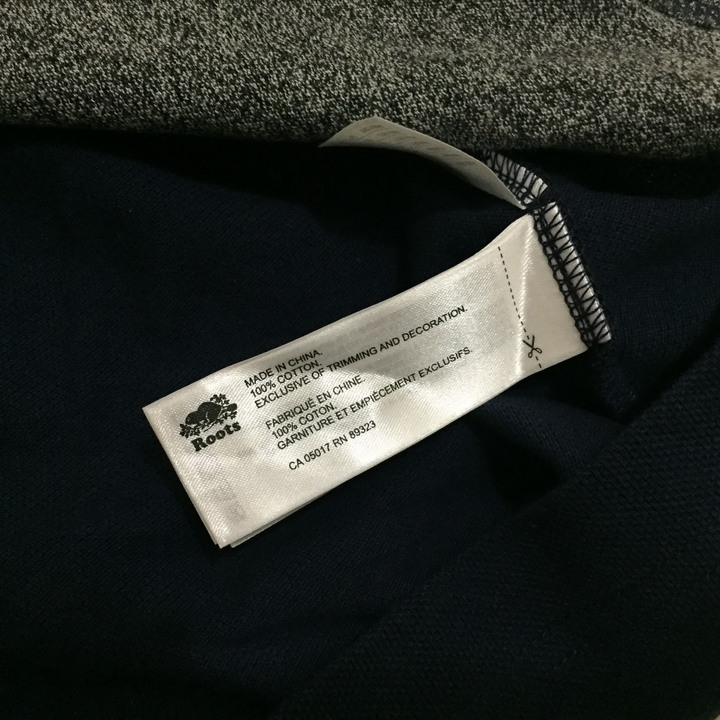 Roots
MADE IN CHINA.
100% COTTON.
EXCLUSIVE OF TRIMMING AND DECORATION.
FABRIQUÉ EN CHINE.
100% COTON.
GARNITURE ET EMPIÈCEMENT EXCLUSIFS.
CA 05017 RN 89323